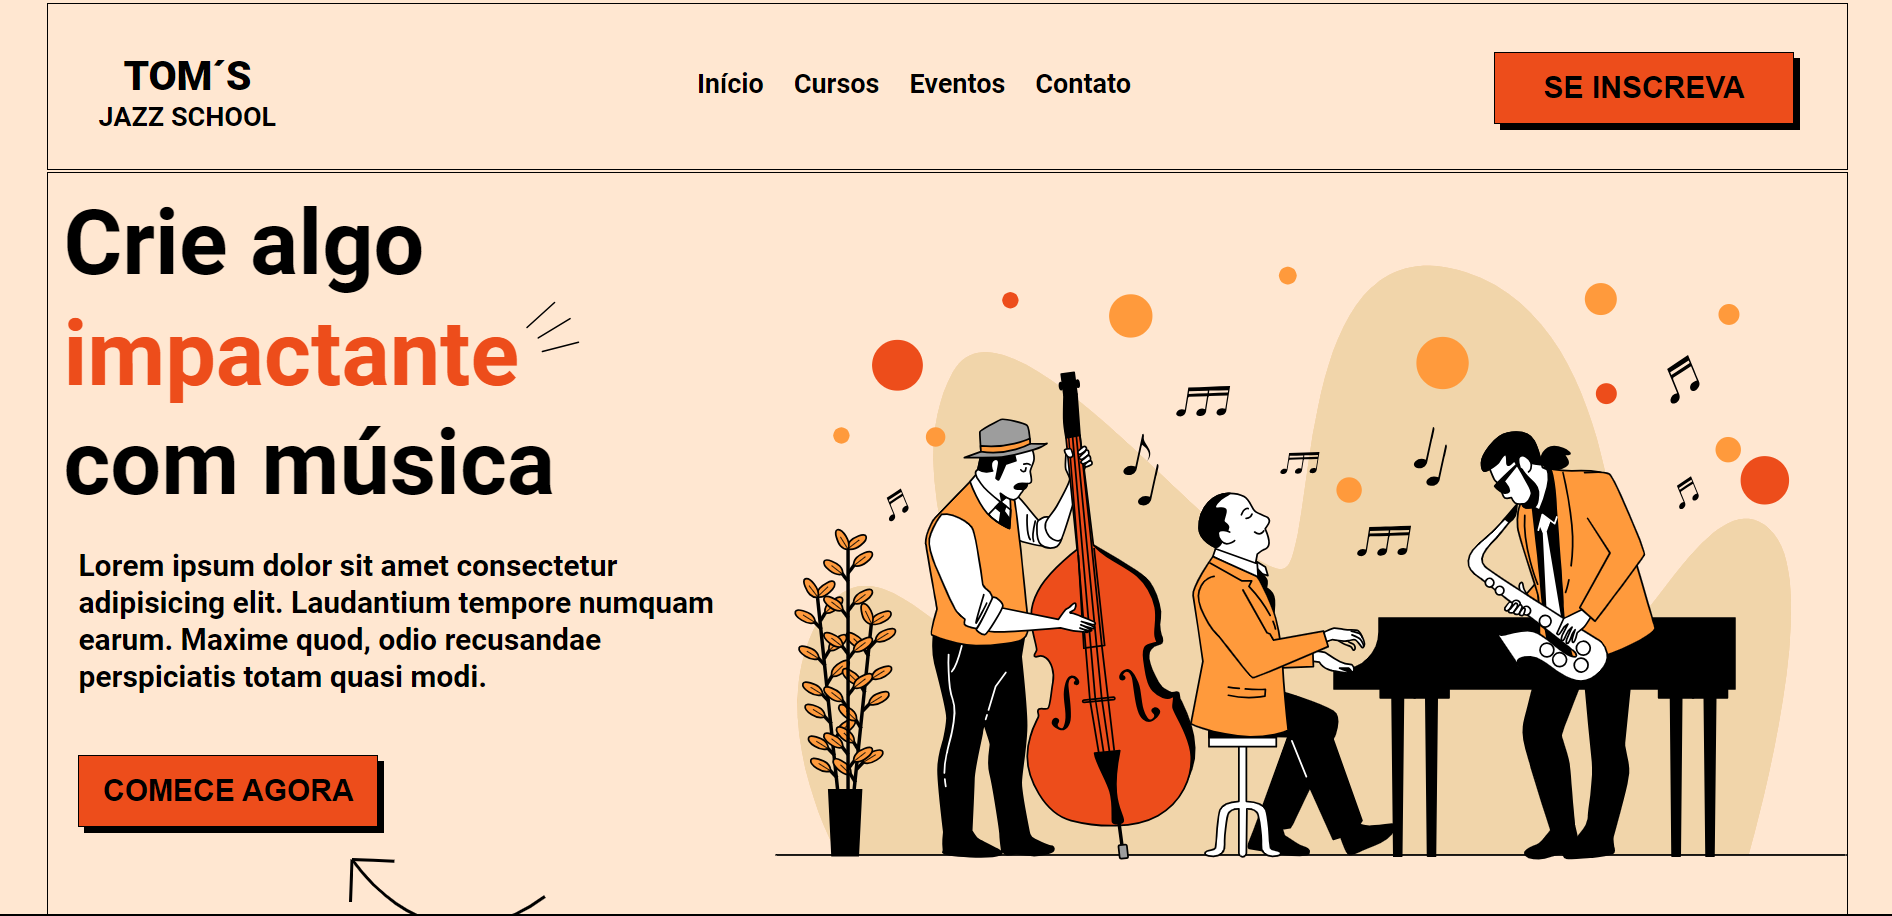 TOM´S
JAZZ SCHOOL
Início Cursos Eventos Contato
SE INSCREVA
Crie algo
impactante
com música
Lorem ipsum dolor sit amet consectetur
adipisicing elit. Laudantium tempore numquam
earum. Maxime quod, odio recusandae
perspiciatis totam quasi modi.
COMECE AGORA